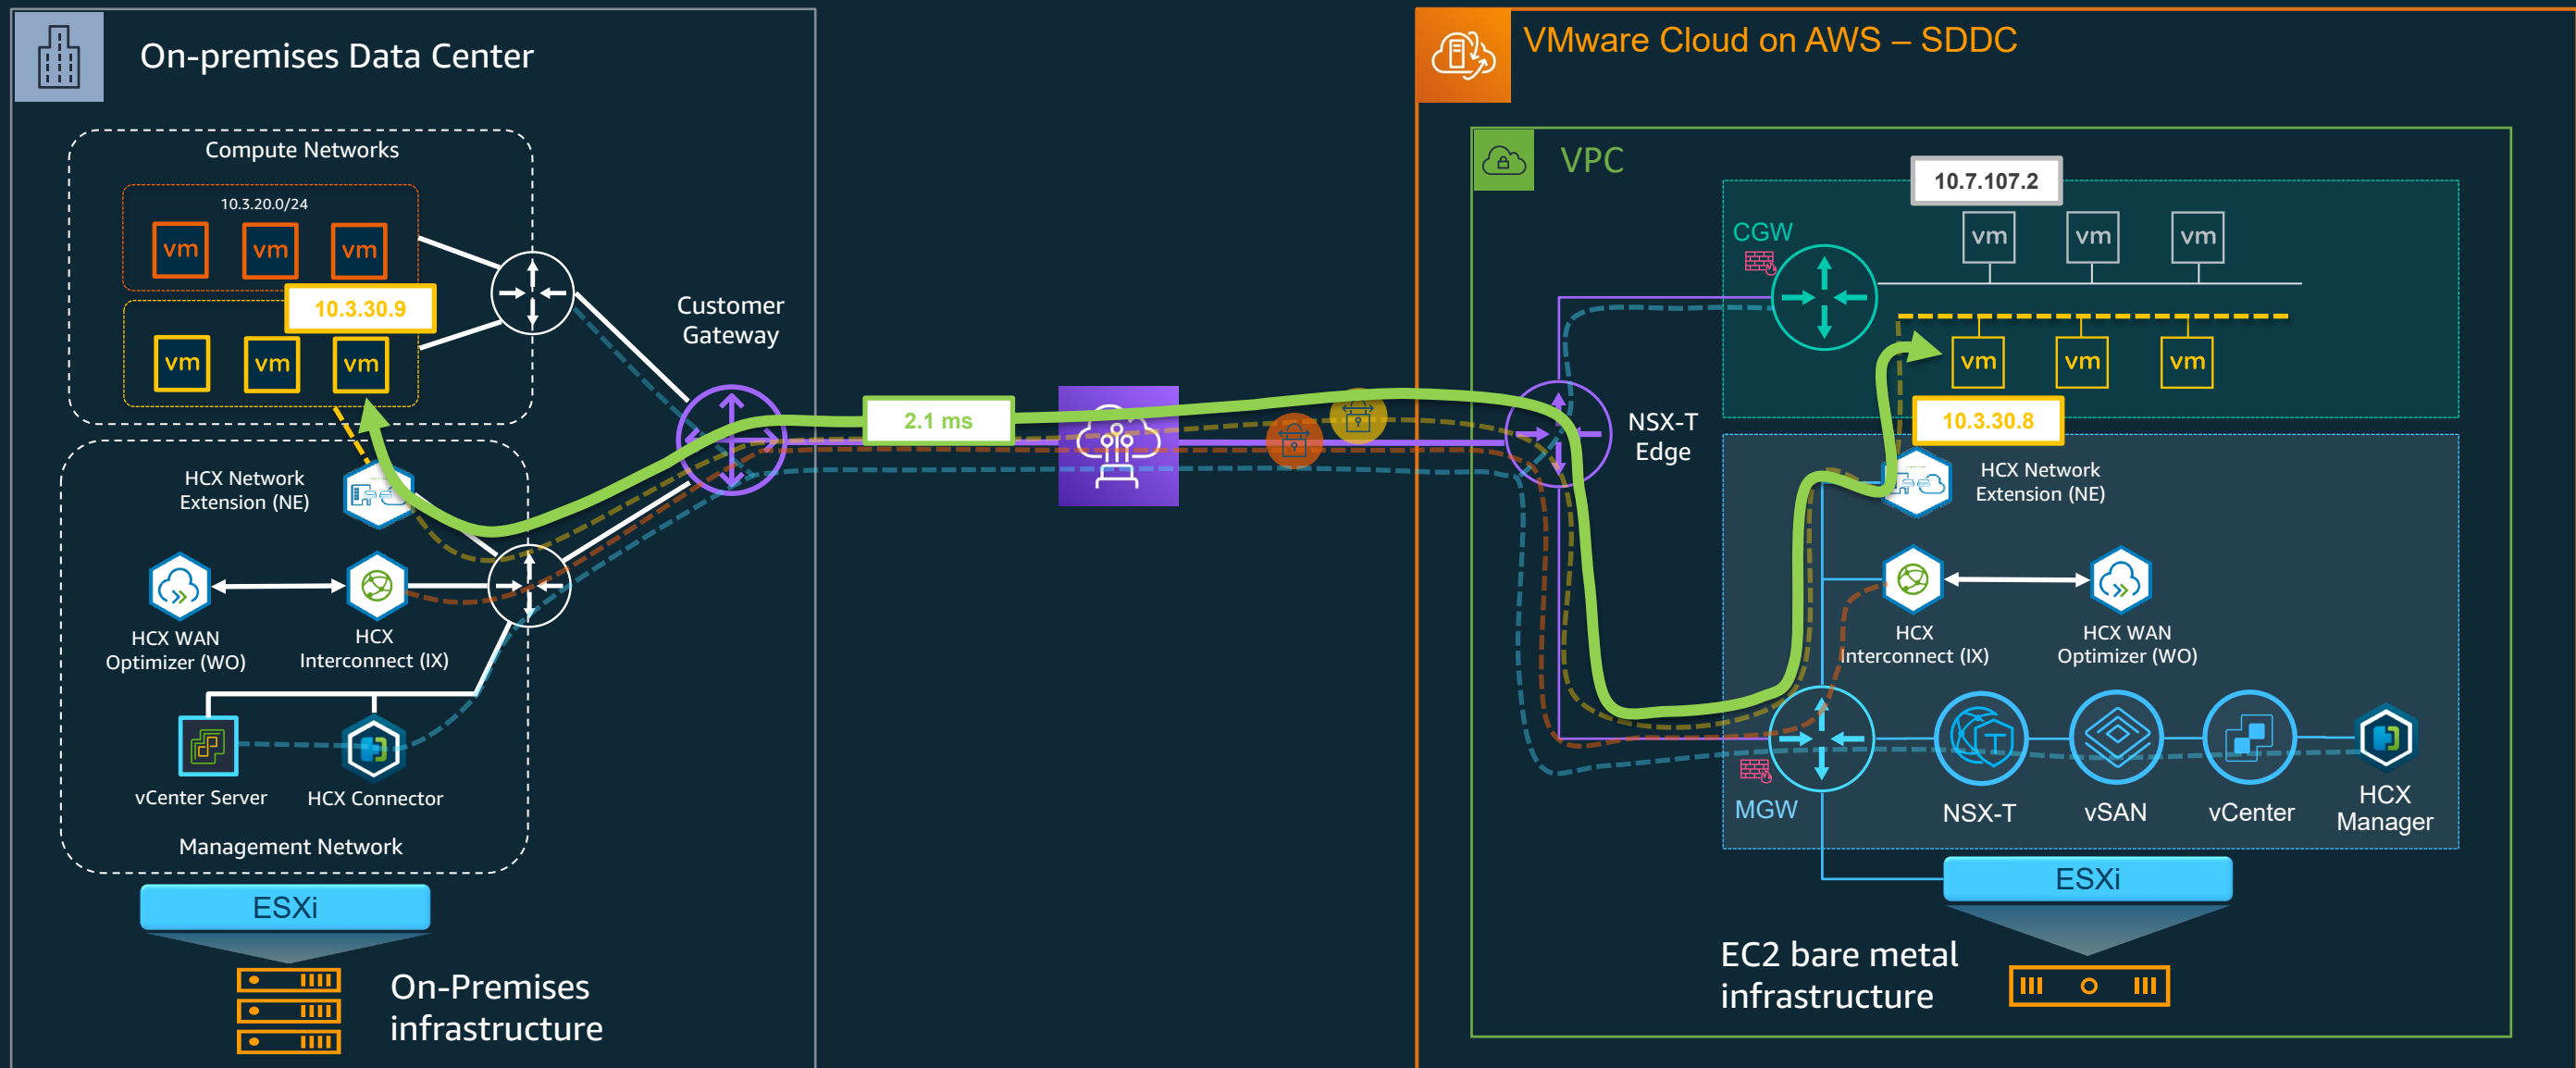 On-premises Data Center
Compute Networks
10.3.20.0/24
vm
vm
vm
10.3.30.9
vm
vm
vm
HCX Network
Extension (NE)
HCX WAN
Optimizer (WO)
HCX
Interconnect (IX)
vCenter Server
HCX Connector
Management Network
ESXi
On-Premises
infrastructure
Customer
Gateway
2.1 ms
VMware Cloud on AWS – SDDC
VPC
NSX-T
Edge
CGW
10.7.107.2
vm
vm
vm
vm
vm
vm
10.3.30.8
HCX Network
Extension (NE)
HCX
Interconnect (IX)
HCX WAN
Optimizer (WO)
MGW
T
NSX-T
vSAN
vCenter
HCX
Manager
ESXi
EC2 bare metal
infrastructure